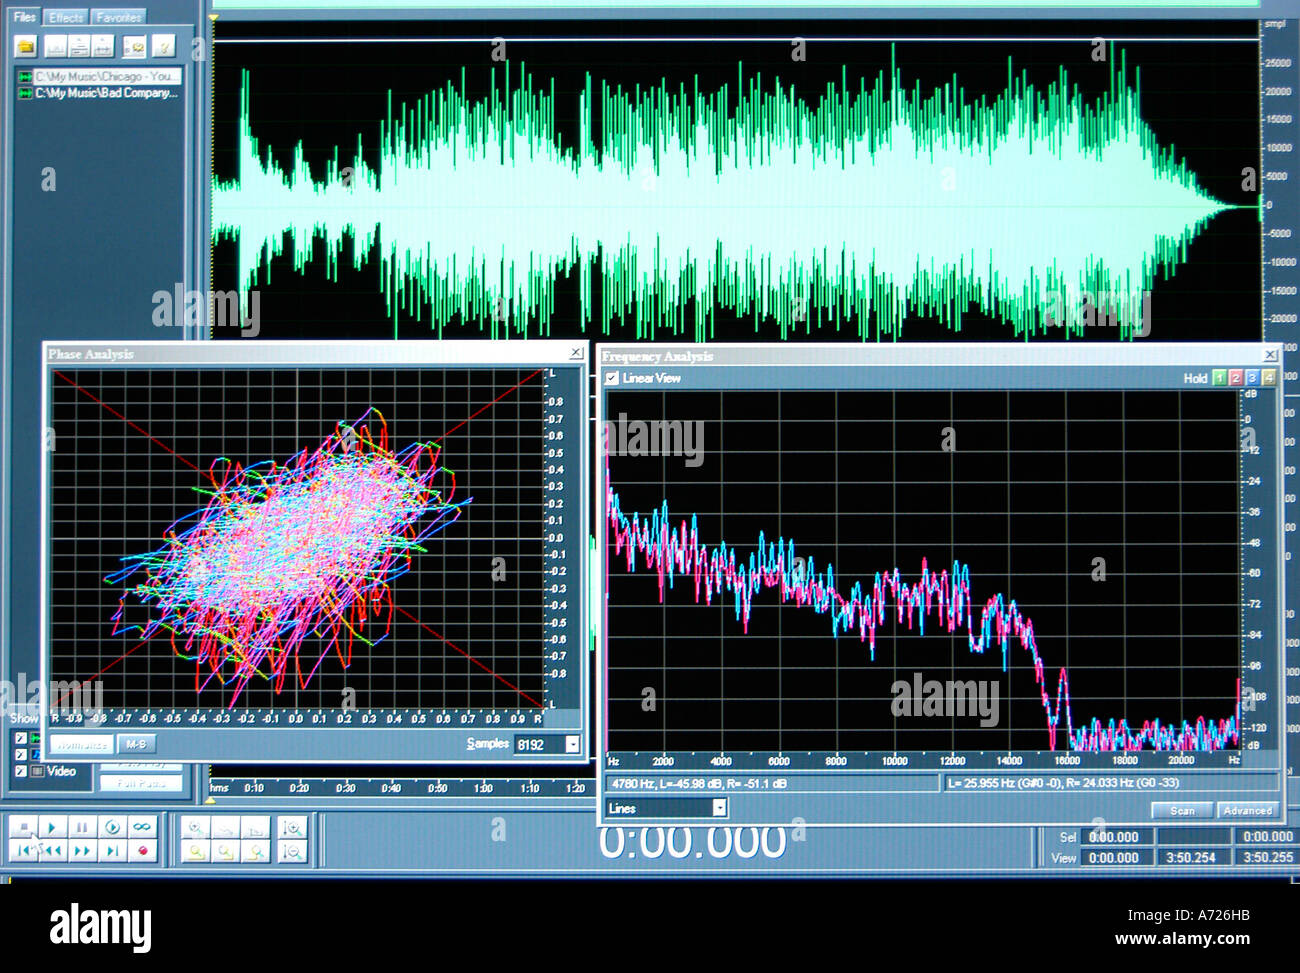 Files Effects Favorites
C:\My Music\Chicago - You...
C:\My Music\Bad Company...
smpl
25000
20000
15000
10000
5000
0
-5000
-10000
-15000
-20000
Phase Analysis
L
0.8
0.7
0.6
0.5
0.4
0.3
0.2
0.1
0.0
-0.1
-0.2
-0.3
-0.4
-0.5
-0.6
-0.7
-0.8
L
R -0.9 -0.8 -0.7 -0.6 -0.5 -0.4 -0.3 -0.2 -0.1 0.0 0.1 0.2 0.3 0.4 0.5 0.6 0.7 0.8 0.9 R
Normalize M-S Samples 8192
Frequency Analysis
Linear View Hold 1 2 3 4
dB
0
-12
-24
-36
-48
-60
-72
-84
-96
-108
-120
dB
Hz 2000 4000 6000 8000 10000 12000 14000 16000 18000 20000 Hz
4780 Hz, L=-45.98 dB, R= -51.1 dB
L= 25.955 Hz (G#0 -0), R= 24.033 Hz (G0 -33)
Lines
Scan Advanced
Show
Video
Full Paths
hms 0:10 0:20 0:30 0:40 0:50 1:00 1:10 1:20
0:00.000
Sel 0:00.000 0:00.000
View 0:00.000 3:50.254 3:50.255
alamy
alamy
Image ID: A726HB
www.alamy.com